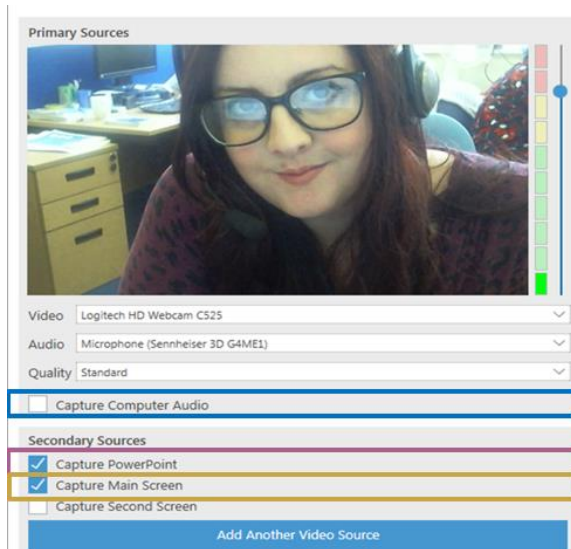 Primary Sources
Video Logitech HD Webcam C525
Audio Microphone (Sennheiser 3D G4ME1)
Quality Standard
Capture Computer Audio
Secondary Sources
Capture PowerPoint
Capture Main Screen
Capture Second Screen
Add Another Video Source